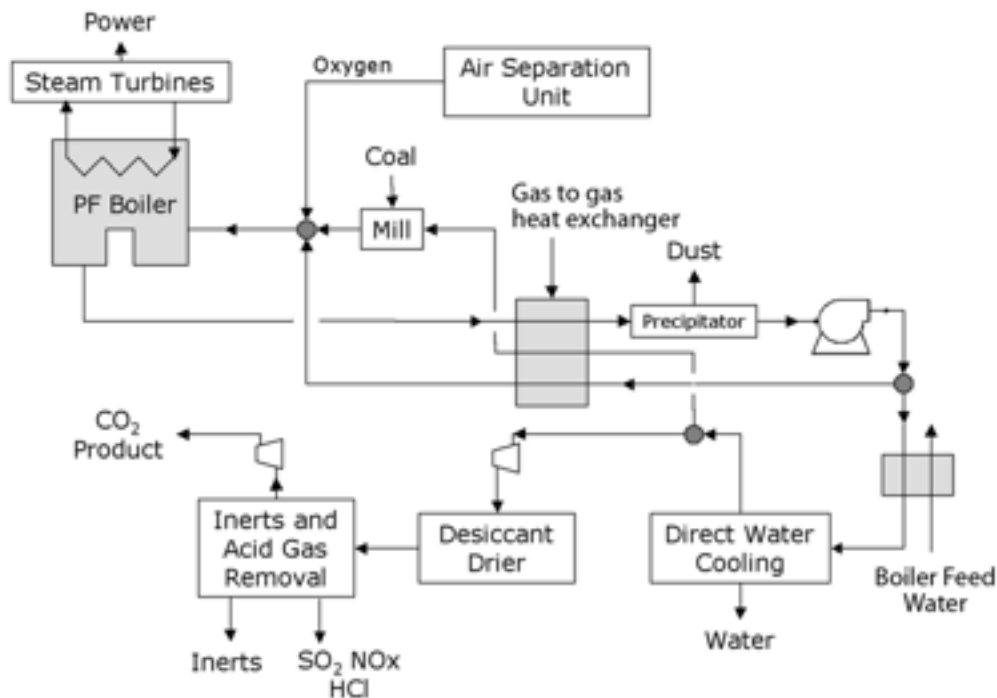 Power
Steam Turbines
Oxygen
Air Separation
Unit
Coal
PF Boiler
Mill
Gas to gas
heat exchanger
Dust
Precipitator
CO₂
Product
Inerts and
Acid Gas
Removal
Desiccant
Drier
Direct Water
Cooling
Boiler Feed
Water
Water
Inerts
SO₂ NOx
HCl